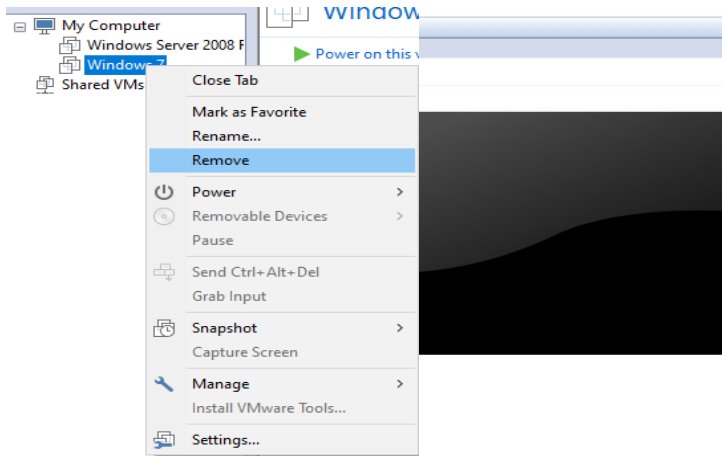 My Computer
Windows Server 2008 R
Windows 7
Shared VMs
Window
Power on this v
Close Tab
Mark as Favorite
Rename...
Remove
Power
Removable Devices
Pause
Send Ctrl+Alt+Del
Grab Input
Snapshot
Capture Screen
Manage
Install VMware Tools...
Settings...